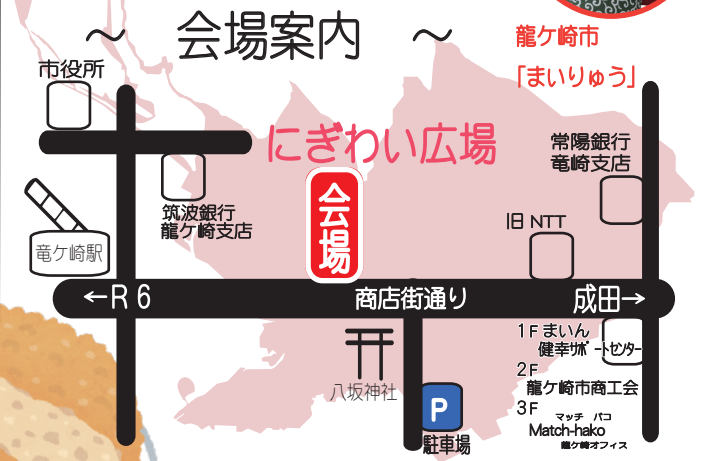 ～ 会場案内 ～
龍ケ崎市
「まいりゅう」
市役所
にぎわい広場
常陽銀行
竜崎支店
会場
筑波銀行
龍ケ崎支店
旧 NTT
竜ケ崎駅
←R 6
商店街通り
成田→
1F まいん
健幸サポートセンター
2F
龍ケ崎市商工会
3F
マッチ バコ
Match-hako
龍ケ崎オフィス
八坂神社
P
駐車場